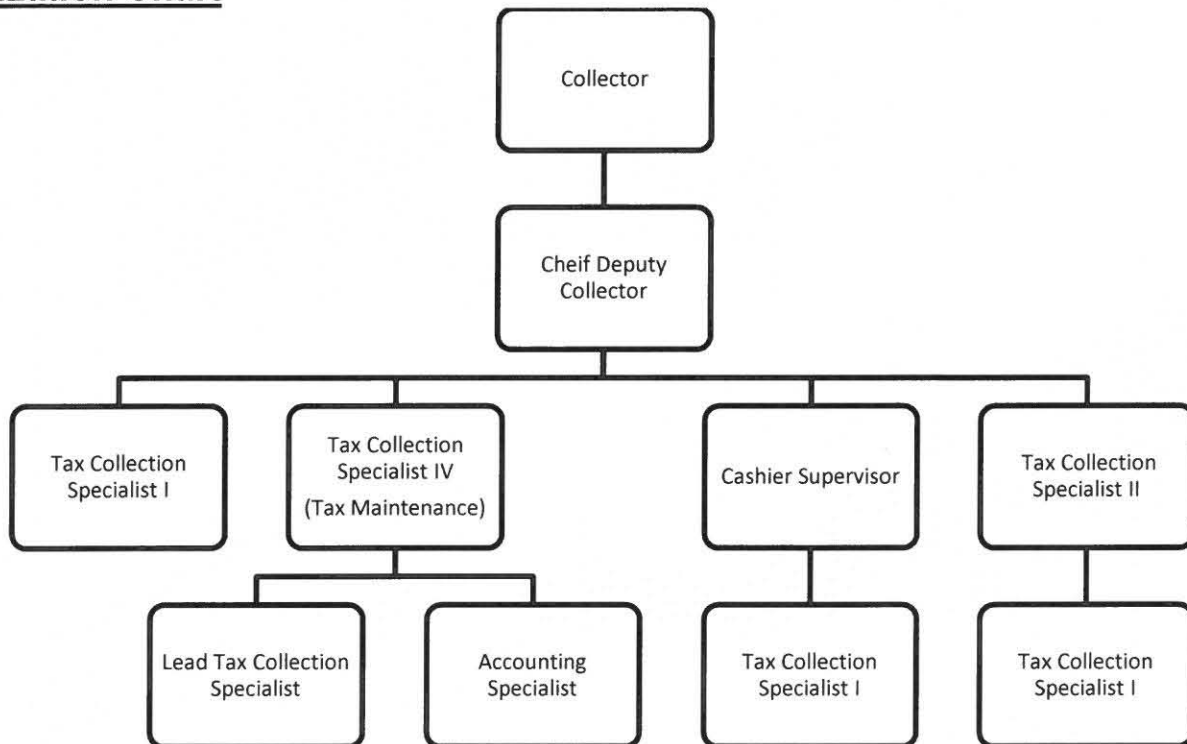 Collector
Cheif Deputy
Collector
Tax Collection
Specialist I
Tax Collection
Specialist IV
(Tax Maintenance)
Cashier Supervisor
Tax Collection
Specialist II
Lead Tax Collection
Specialist
Accounting
Specialist
Tax Collection
Specialist I
Tax Collection
Specialist I